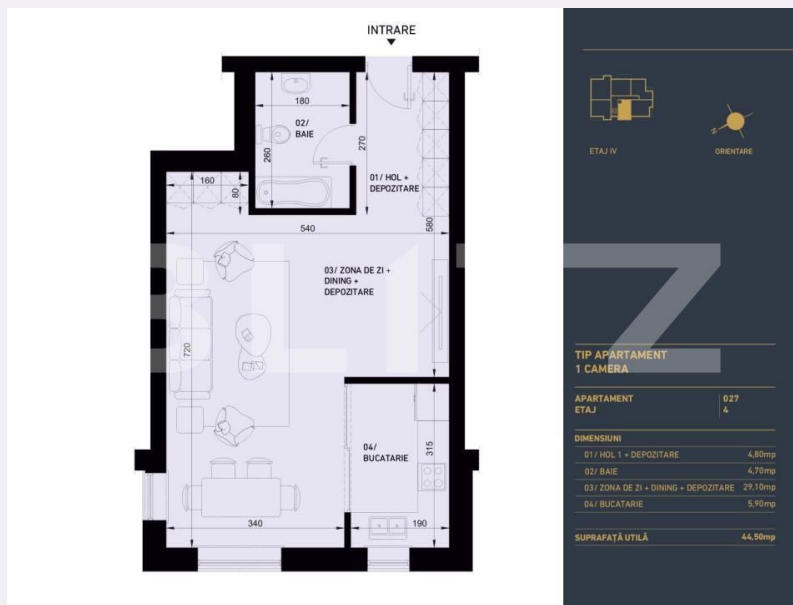 INTRARE
180
02/
BAIE
260
270
01/ HOL +
DEPOZITARE
160
80
540
580
03/ ZONA DE ZI +
DINING +
DEPOZITARE
720
04/
BUCATARIE
315
340
190
BLITZ
N
ETAJ IV
ORIENTARE
TIP APARTAMENT
1 CAMERA
APARTAMENT 027
ETAJ 4
DIMENSIUNI
01/ HOL 1 + DEPOZITARE 4,80mp
02/ BAIE 4,70mp
03/ ZONA DE ZI + DINING + DEPOZITARE 29,10mp
04/ BUCATARIE 5,90mp
SUPRAFAȚĂ UTILĂ 44,50mp